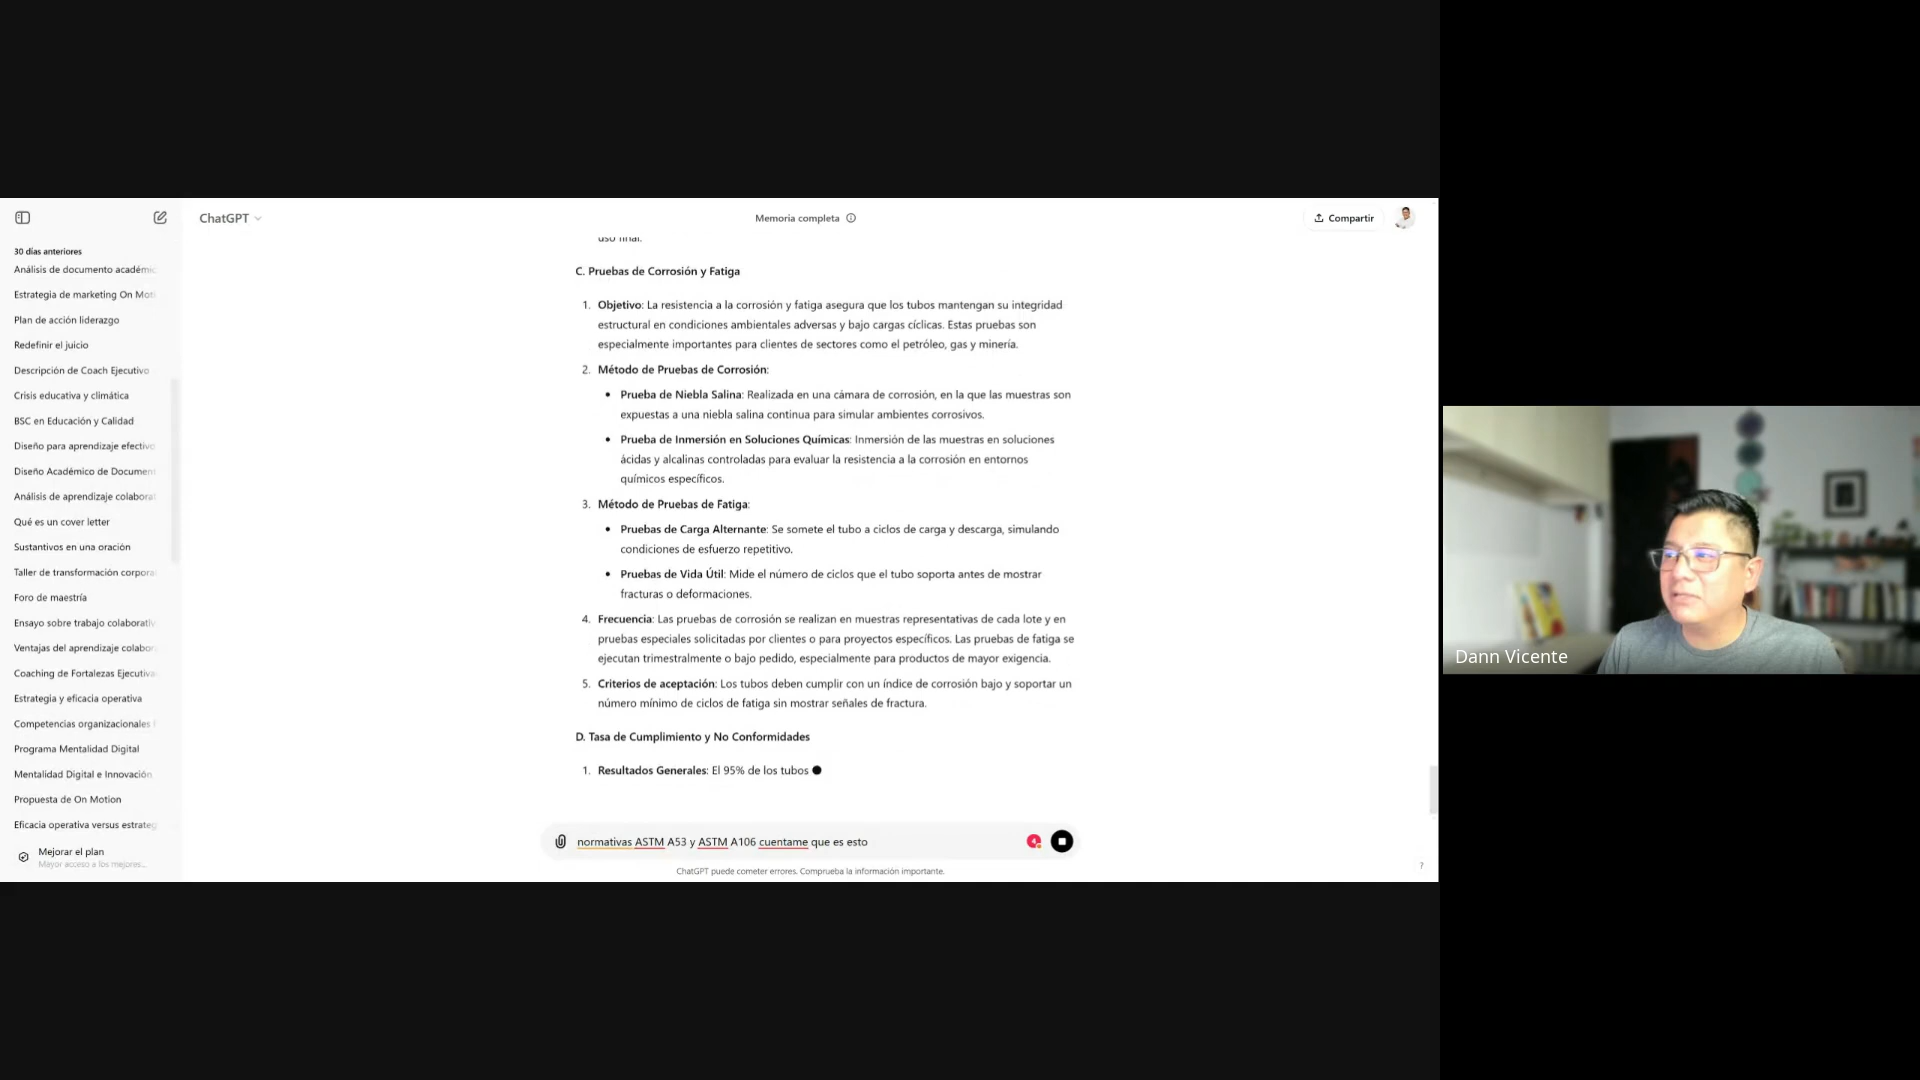 ChatGPT
Memoria completa
Compartir
30 días anteriores
Análisis de documento académic
Estrategia de marketing On Moti
Plan de acción liderazgo
Redefinir el juicio
Descripción de Coach Ejecutivo
Crisis educativa y climática
BSC en Educación y Calidad
Diseño para aprendizaje efectivo
Diseño Académico de Document
Análisis de aprendizaje colaborat
Qué es un cover letter
Sustantivos en una oración
Taller de transformación corporat
Foro de maestría
Ensayo sobre trabajo colaborativ
Ventajas del aprendizaje colabor
Coaching de Fortalezas Ejecutiva
Estrategia y eficacia operativa
Competencias organizacionales
Programa Mentalidad Digital
Mentalidad Digital e Innovación
Propuesta de On Motion
Eficacia operativa versus estrateg
Mejorar el plan
Mayor acceso a los mejores...
uso final.
C. Pruebas de Corrosión y Fatiga
1. Objetivo: La resistencia a la corrosión y fatiga asegura que los tubos mantengan su integridad
estructural en condiciones ambientales adversas y bajo cargas cíclicas. Estas pruebas son
especialmente importantes para clientes de sectores como el petróleo, gas y minería.
2. Método de Pruebas de Corrosión:
• Prueba de Niebla Salina: Realizada en una cámara de corrosión, en la que las muestras son
expuestas a una niebla salina continua para simular ambientes corrosivos.
• Prueba de Inmersión en Soluciones Químicas: Inmersión de las muestras en soluciones
ácidas y alcalinas controladas para evaluar la resistencia a la corrosión en entornos
químicos específicos.
3. Método de Pruebas de Fatiga:
• Pruebas de Carga Alternante: Se somete el tubo a ciclos de carga y descarga, simulando
condiciones de esfuerzo repetitivo.
• Pruebas de Vida Útil: Mide el número de ciclos que el tubo soporta antes de mostrar
fracturas o deformaciones.
4. Frecuencia: Las pruebas de corrosión se realizan en muestras representativas de cada lote y en
pruebas especiales solicitadas por clientes o para proyectos específicos. Las pruebas de fatiga se
ejecutan trimestralmente o bajo pedido, especialmente para productos de mayor exigencia.
5. Criterios de aceptación: Los tubos deben cumplir con un índice de corrosión bajo y soportar un
número mínimo de ciclos de fatiga sin mostrar señales de fractura.
D. Tasa de Cumplimiento y No Conformidades
1. Resultados Generales: El 95% de los tubos
normativas ASTM A53 y ASTM A106 cuentame que es esto
ChatGPT puede cometer errores. Comprueba la información importante.
?
Dann Vicente